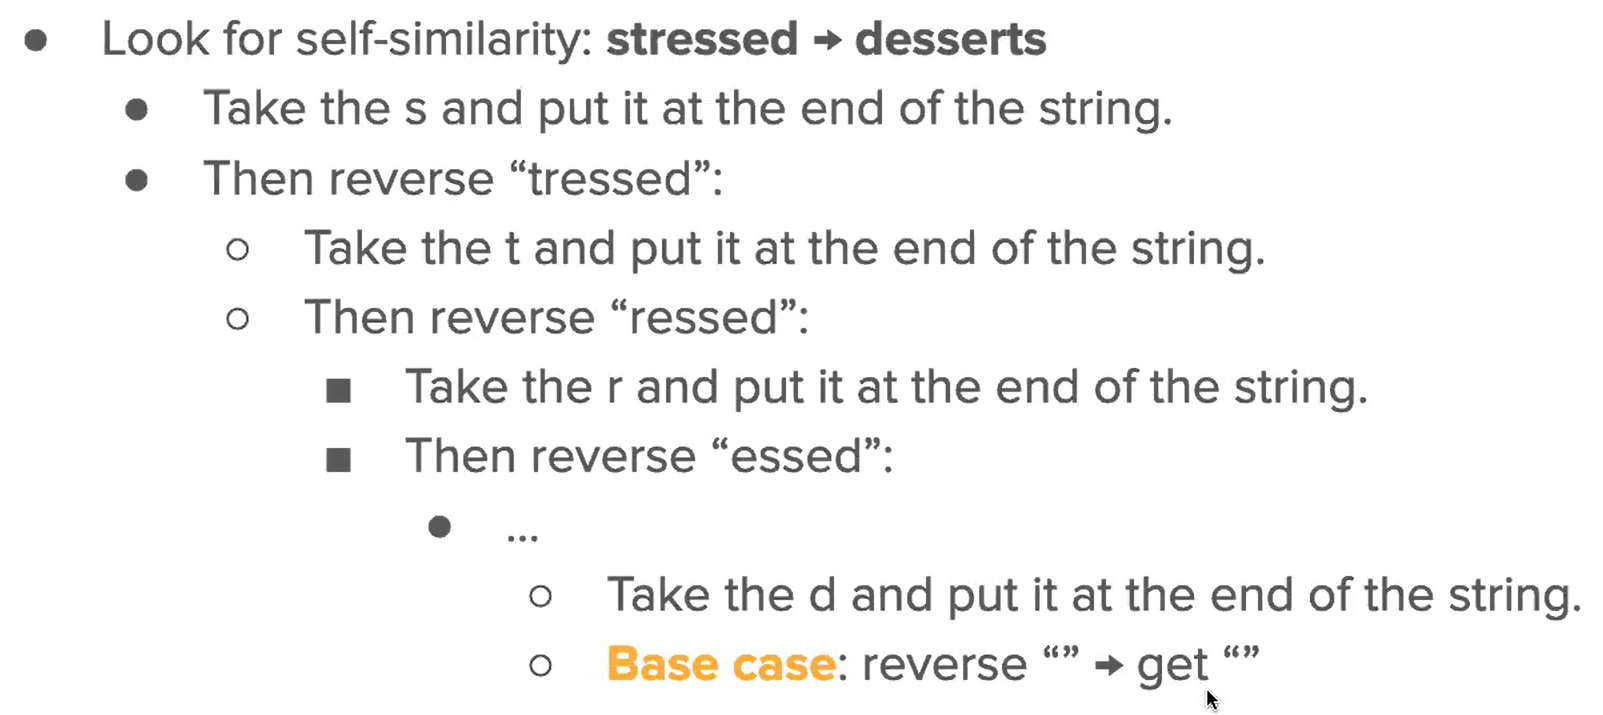 ● Look for self-similarity: stressed → desserts
● Take the s and put it at the end of the string.
● Then reverse “tressed”:
○ Take the t and put it at the end of the string.
○ Then reverse “ressed”:
■ Take the r and put it at the end of the string.
■ Then reverse “essed”:
● ...
○ Take the d and put it at the end of the string.
○ Base case: reverse “” → get “”